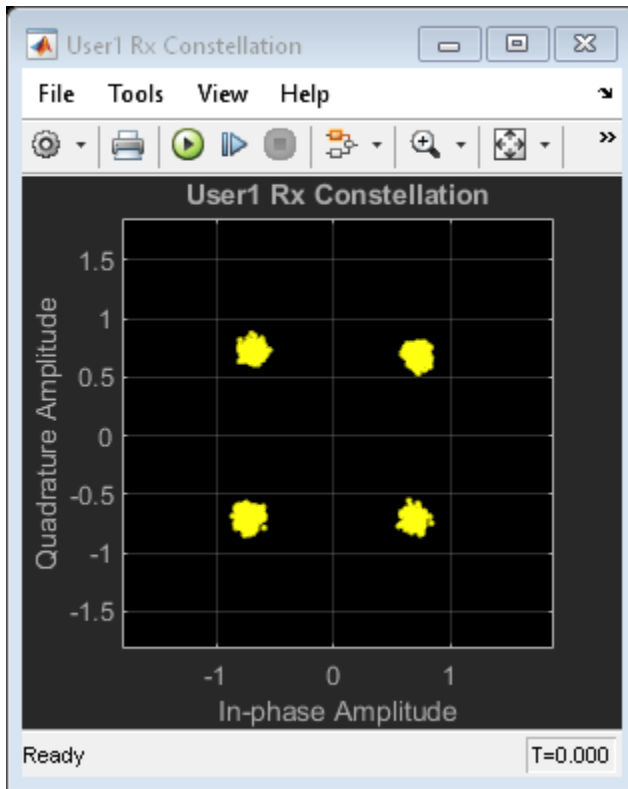 User1 Rx Constellation
File Tools View Help
»
User1 Rx Constellation
1.5
1
0.5
0
-0.5
-1
-1.5
Quadrature Amplitude
-1 0 1
In-phase Amplitude
Ready T=0.000